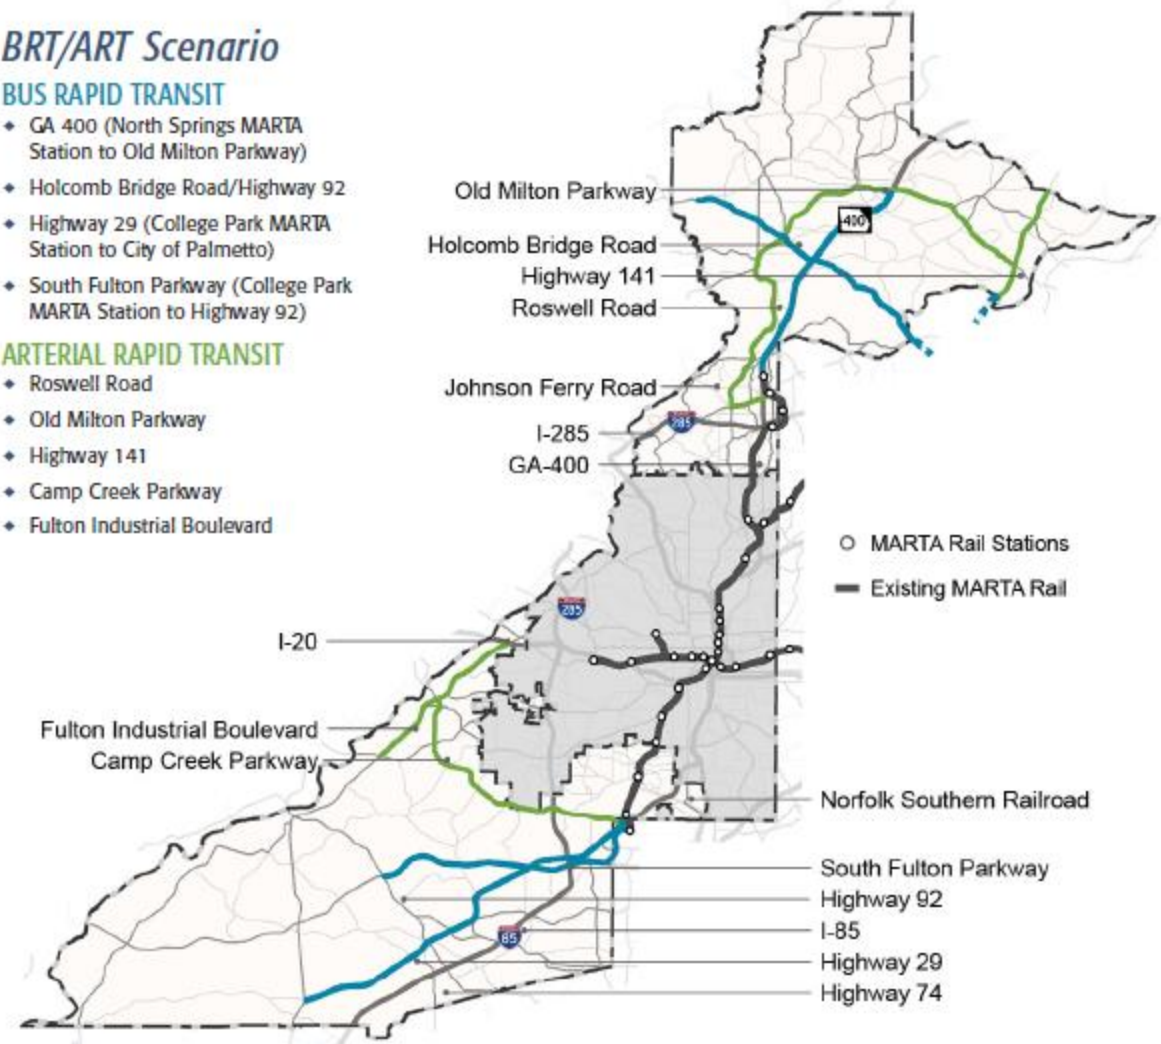 BRT/ART Scenario
BUS RAPID TRANSIT
GA 400 (North Springs MARTA
Station to Old Milton Parkway)
Holcomb Bridge Road/Highway 92
Highway 29 (College Park MARTA
Station to City of Palmetto)
South Fulton Parkway (College Park
MARTA Station to Highway 92)
ARTERIAL RAPID TRANSIT
Roswell Road
Old Milton Parkway
Highway 141
Camp Creek Parkway
Fulton Industrial Boulevard
Old Milton Parkway
400
Holcomb Bridge Road
Highway 141
Roswell Road
Johnson Ferry Road
285
I-285
GA-400
MARTA Rail Stations
Existing MARTA Rail
285
I-20
Fulton Industrial Boulevard
Camp Creek Parkway
Norfolk Southern Railroad
South Fulton Parkway
Highway 92
I-85
85
Highway 29
Highway 74